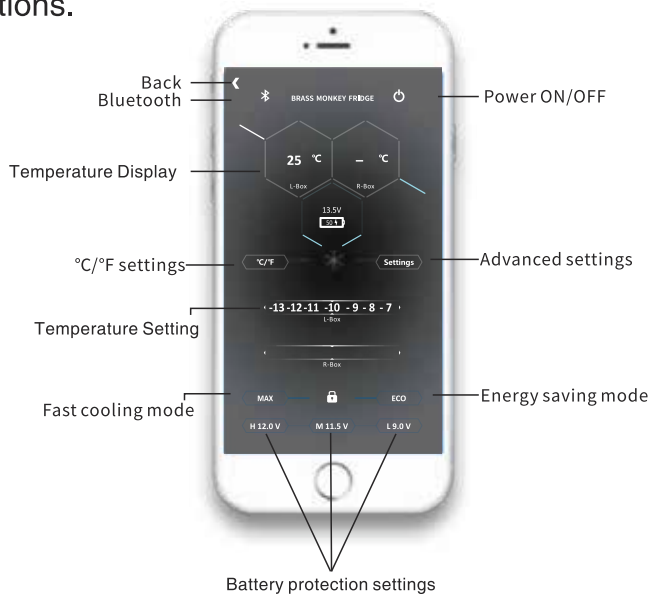 tions.
Back
Bluetooth
BRASS MONKEY FRIDGE
Power ON/OFF
25 °C
– °C
Temperature Display
L-Box
R-Box
13.5V
50
°C/°F settings
°C/°F
Settings
Advanced settings
-13 -12 -11 -10 - 9 - 8 - 7
L-Box
Temperature Setting
R-Box
Fast cooling mode
MAX
ECO
Energy saving mode
H 12.0 V
M 11.5 V
L 9.0 V
Battery protection settings